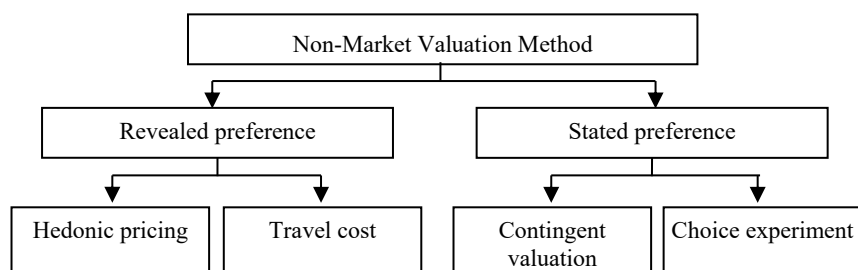 Non-Market Valuation Method
Revealed preference
Stated preference
Hedonic pricing
Travel cost
Contingent
valuation
Choice experiment